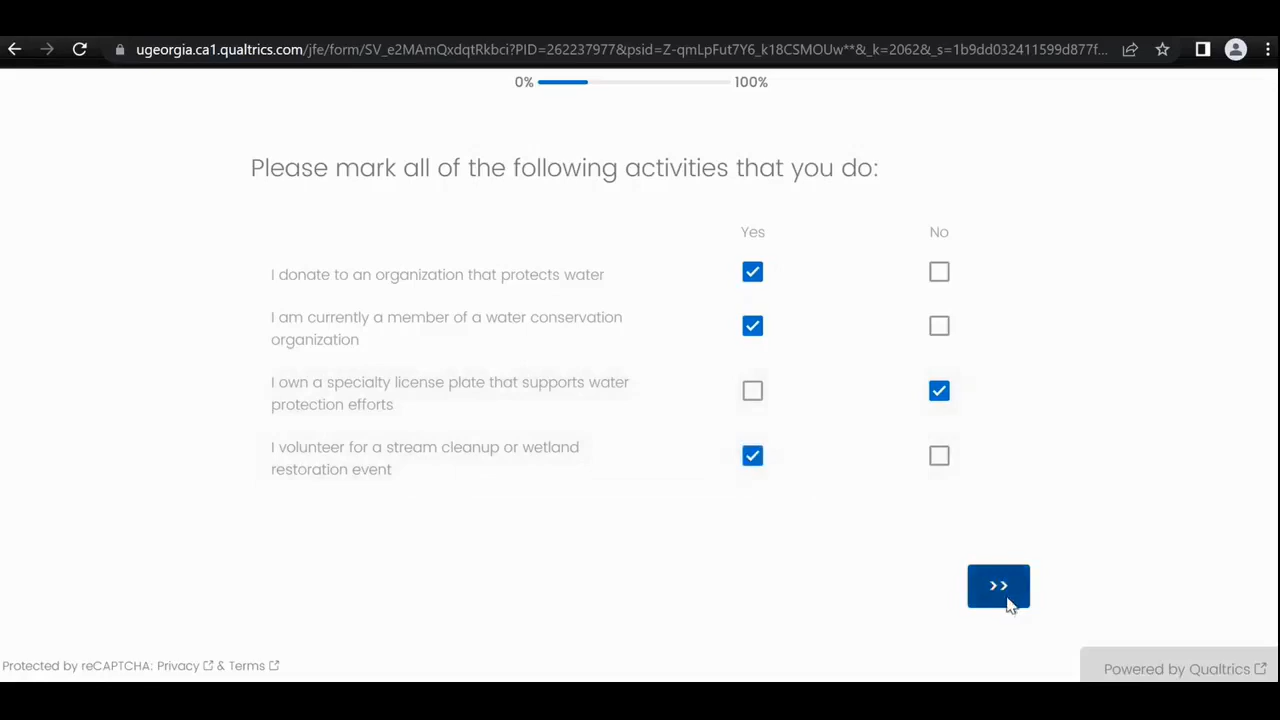 ugeorgia.ca1.qualtrics.com/jfe/form/SV_e2MAmQxdqtRkbci?PID=262237977&psid=Z-qmLpFut7Y6_k18CSMOUw**&_k=2062&_s=1b9dd032411599d877f...
0% 100%
Please mark all of the following activities that you do:
Yes No
I donate to an organization that protects water
I am currently a member of a water conservation
organization
I own a specialty license plate that supports water
protection efforts
I volunteer for a stream cleanup or wetland
restoration event
>>
Protected by reCAPTCHA: Privacy & Terms
Powered by Qualtrics